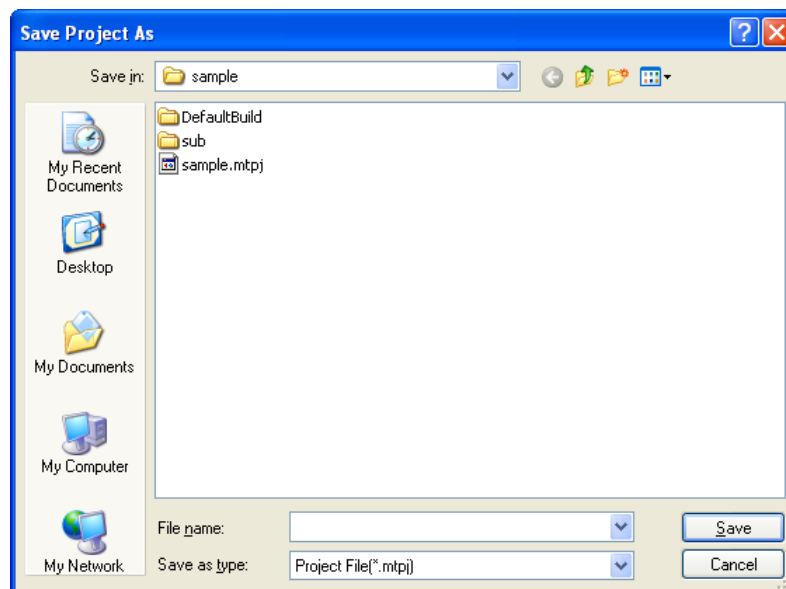 Save Project As
Save in:
sample
DefaultBuild
sub
sample.mtpj
My Recent
Documents
Desktop
My Documents
My Computer
My Network
File name:
Save
Save as type:
Project File(*.mtpj)
Cancel